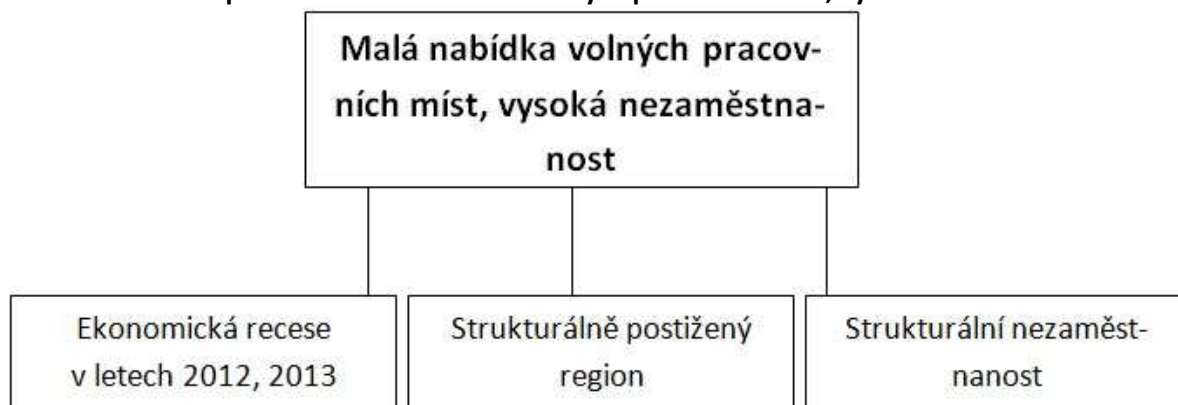 Malá nabídka volných pracov-
ních míst, vysoká nezaměstna-
nost
Ekonomická recese
v letech 2012, 2013
Strukturálně postižený
region
Strukturální nezaměst-
nanost